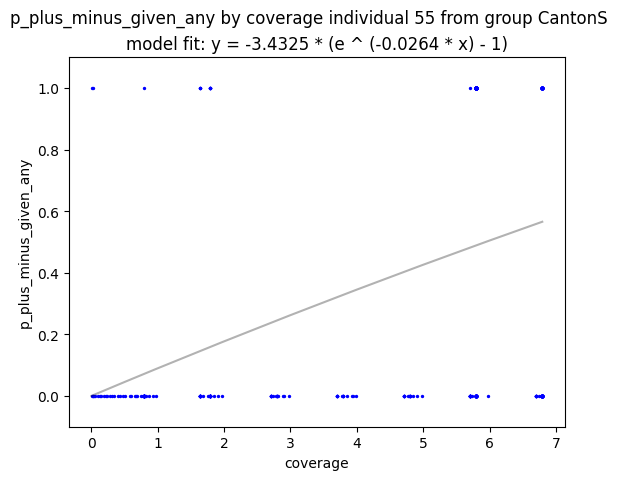 p_plus_minus_given_any by coverage individual 55 from group CantonS
model fit: y = -3.4325 * (e ^ (-0.0264 * x) - 1)
1.0
0.8
0.6
0.4
0.2
0.0
p_plus_minus_given_any
0 1 2 3 4 5 6 7
coverage